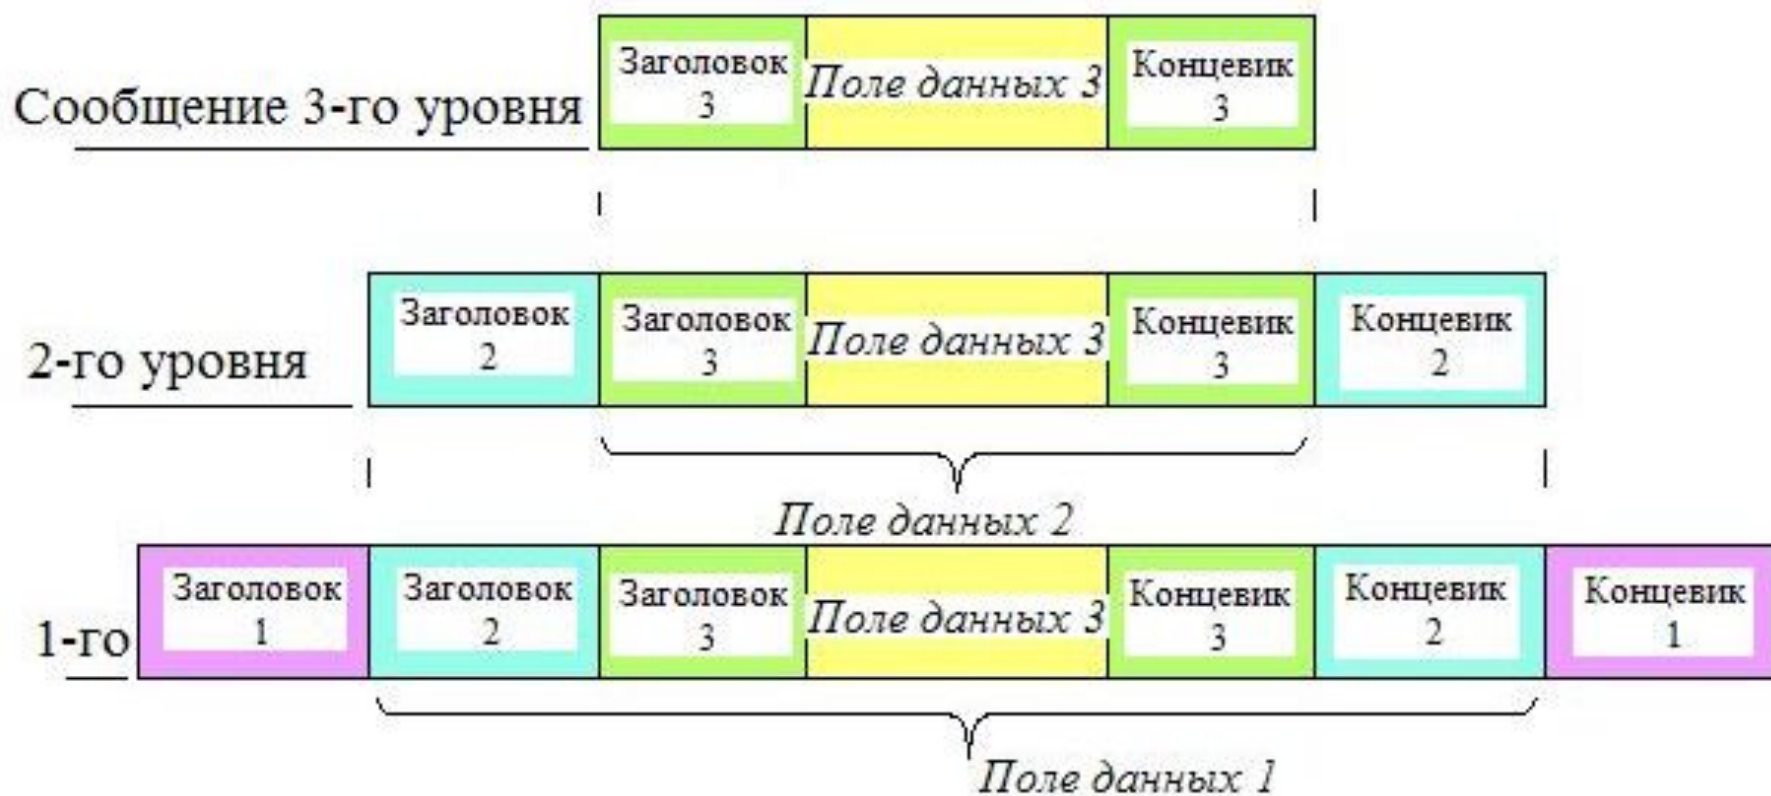 Заголовок
3
Поле данных 3
Концевик
3
Сообщение 3-го уровня
Заголовок
2
Заголовок
3
Поле данных 3
Концевик
3
Концевик
2
2-го уровня
Поле данных 2
Заголовок
1
Заголовок
2
Заголовок
3
Поле данных 3
Концевик
3
Концевик
2
Концевик
1
1-го
Поле данных 1